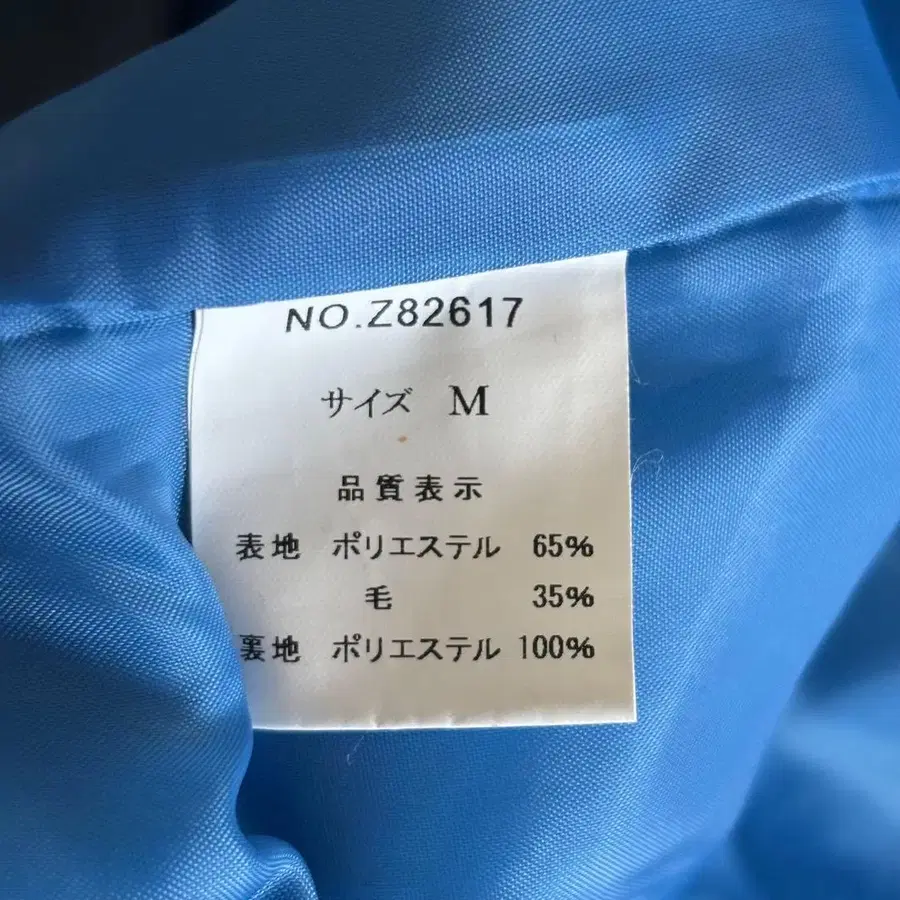 NO.Z82617
サイズ M
品質表示
表地 ポリエステル 65%
毛 35%
裏地 ポリエステル 100%